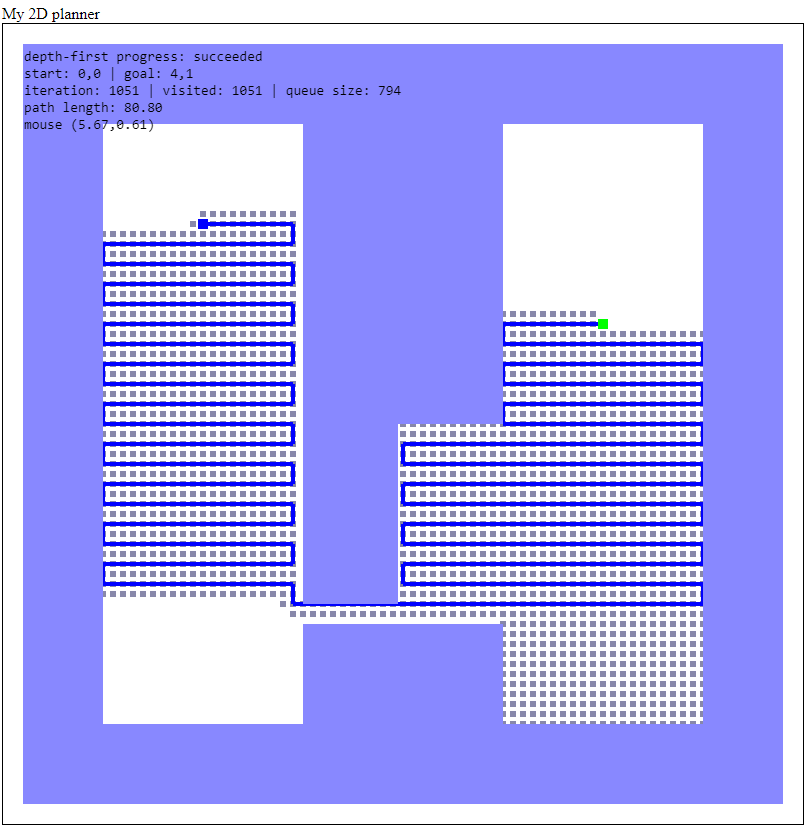 My 2D planner
depth-first progress: succeeded
start: 0,0 | goal: 4,1
iteration: 1051 | visited: 1051 | queue size: 794
path length: 80.80
mouse (5.67,0.61)